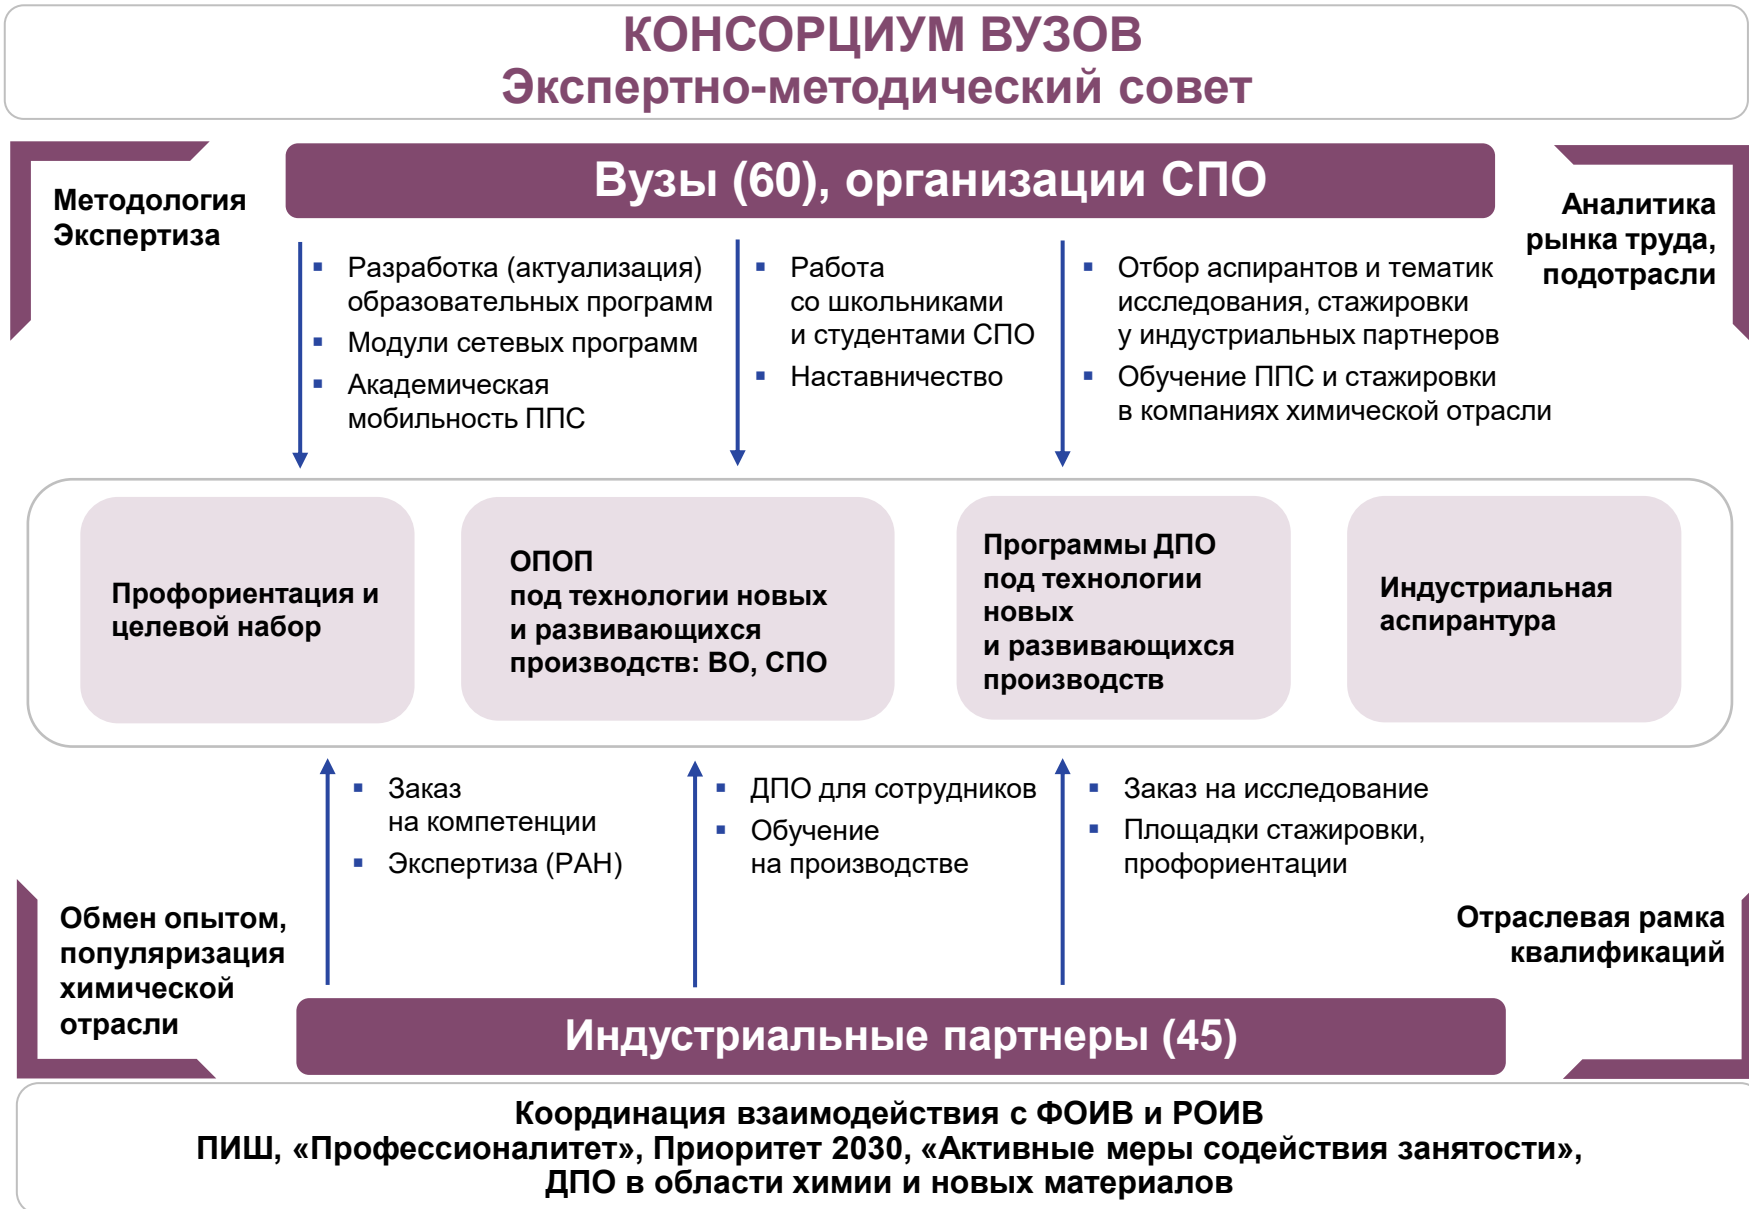 КОНСОРЦИУМ ВУЗОВ
Экспертно-методический совет
Вузы (60), организации СПО
Методология
Экспертиза
Аналитика
рынка труда,
подотрасли
▪ Разработка (актуализация)
образовательных программ
▪ Модули сетевых программ
▪ Академическая
мобильность ППС
▪ Работа
со школьниками
и студентами СПО
▪ Наставничество
▪ Отбор аспирантов и тематик
исследования, стажировки
у индустриальных партнеров
▪ Обучение ППС и стажировки
в компаниях химической отрасли
Профориентация и
целевой набор
ОПОП
под технологии новых
и развивающихся
производств: ВО, СПО
Программы ДПО
под технологии
новых
и развивающихся
производств
Индустриальная
аспирантура
▪ Заказ
на компетенции
▪ Экспертиза (РАН)
▪ ДПО для сотрудников
▪ Обучение
на производстве
▪ Заказ на исследование
▪ Площадки стажировки,
профориентации
Обмен опытом,
популяризация
химической
отрасли
Отраслевая рамка
квалификаций
Индустриальные партнеры (45)
Координация взаимодействия с ФОИВ и РОИВ
ПИШ, «Профессионалитет», Приоритет 2030, «Активные меры содействия занятости»,
ДПО в области химии и новых материалов